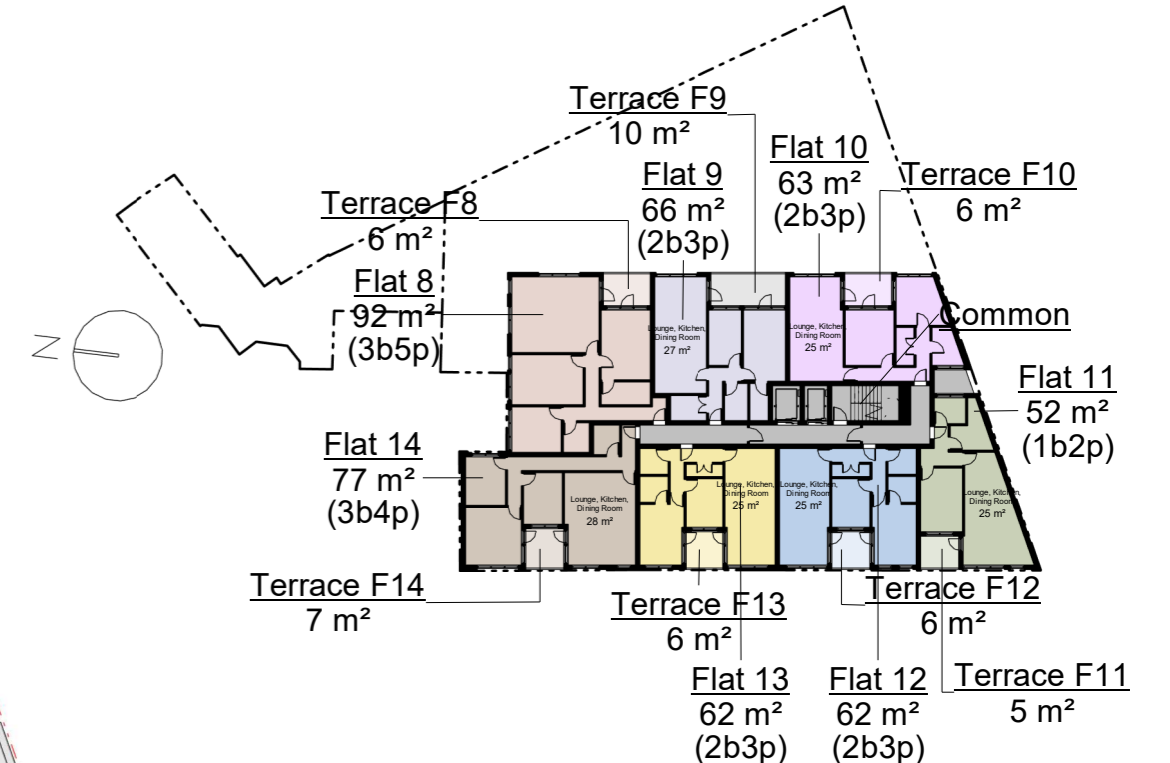 Terrace F9
10 m²
Flat 10
63 m²
(2b3p)
Flat 9
66 m²
(2b3p)
Terrace F10
6 m²
Terrace F8
6 m²
Flat 8
92 m²
(3b5p)
Common
N
Lounge, Kitchen,
Dining Room
27 m²
Lounge, Kitchen,
Dining Room
25 m²
Flat 11
52 m²
(1b2p)
Flat 14
77 m²
(3b4p)
Lounge, Kitchen,
Dining Room
28 m²
Lounge, Kitchen,
Dining Room
25 m²
Lounge, Kitchen,
Dining Room
25 m²
Lounge, Kitchen,
Dining Room
25 m²
Terrace F14
7 m²
Terrace F13
6 m²
Terrace F12
6 m²
Flat 13
62 m²
(2b3p)
Flat 12
62 m²
(2b3p)
Terrace F11
5 m²